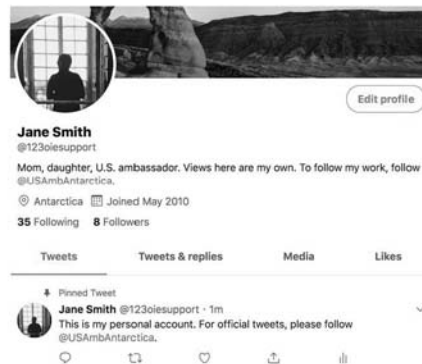 Edit profile
Jane Smith
@123oiesupport
Mom, daughter, U.S. ambassador. Views here are my own. To follow my work, follow
@USAmbAntarctica.
Antarctica Joined May 2010
35 Following 8 Followers
Tweets Tweets & replies Media Likes
Pinned Tweet
Jane Smith @123oiesupport · 1m
This is my personal account. For official tweets, please follow
@USAmbAntarctica.